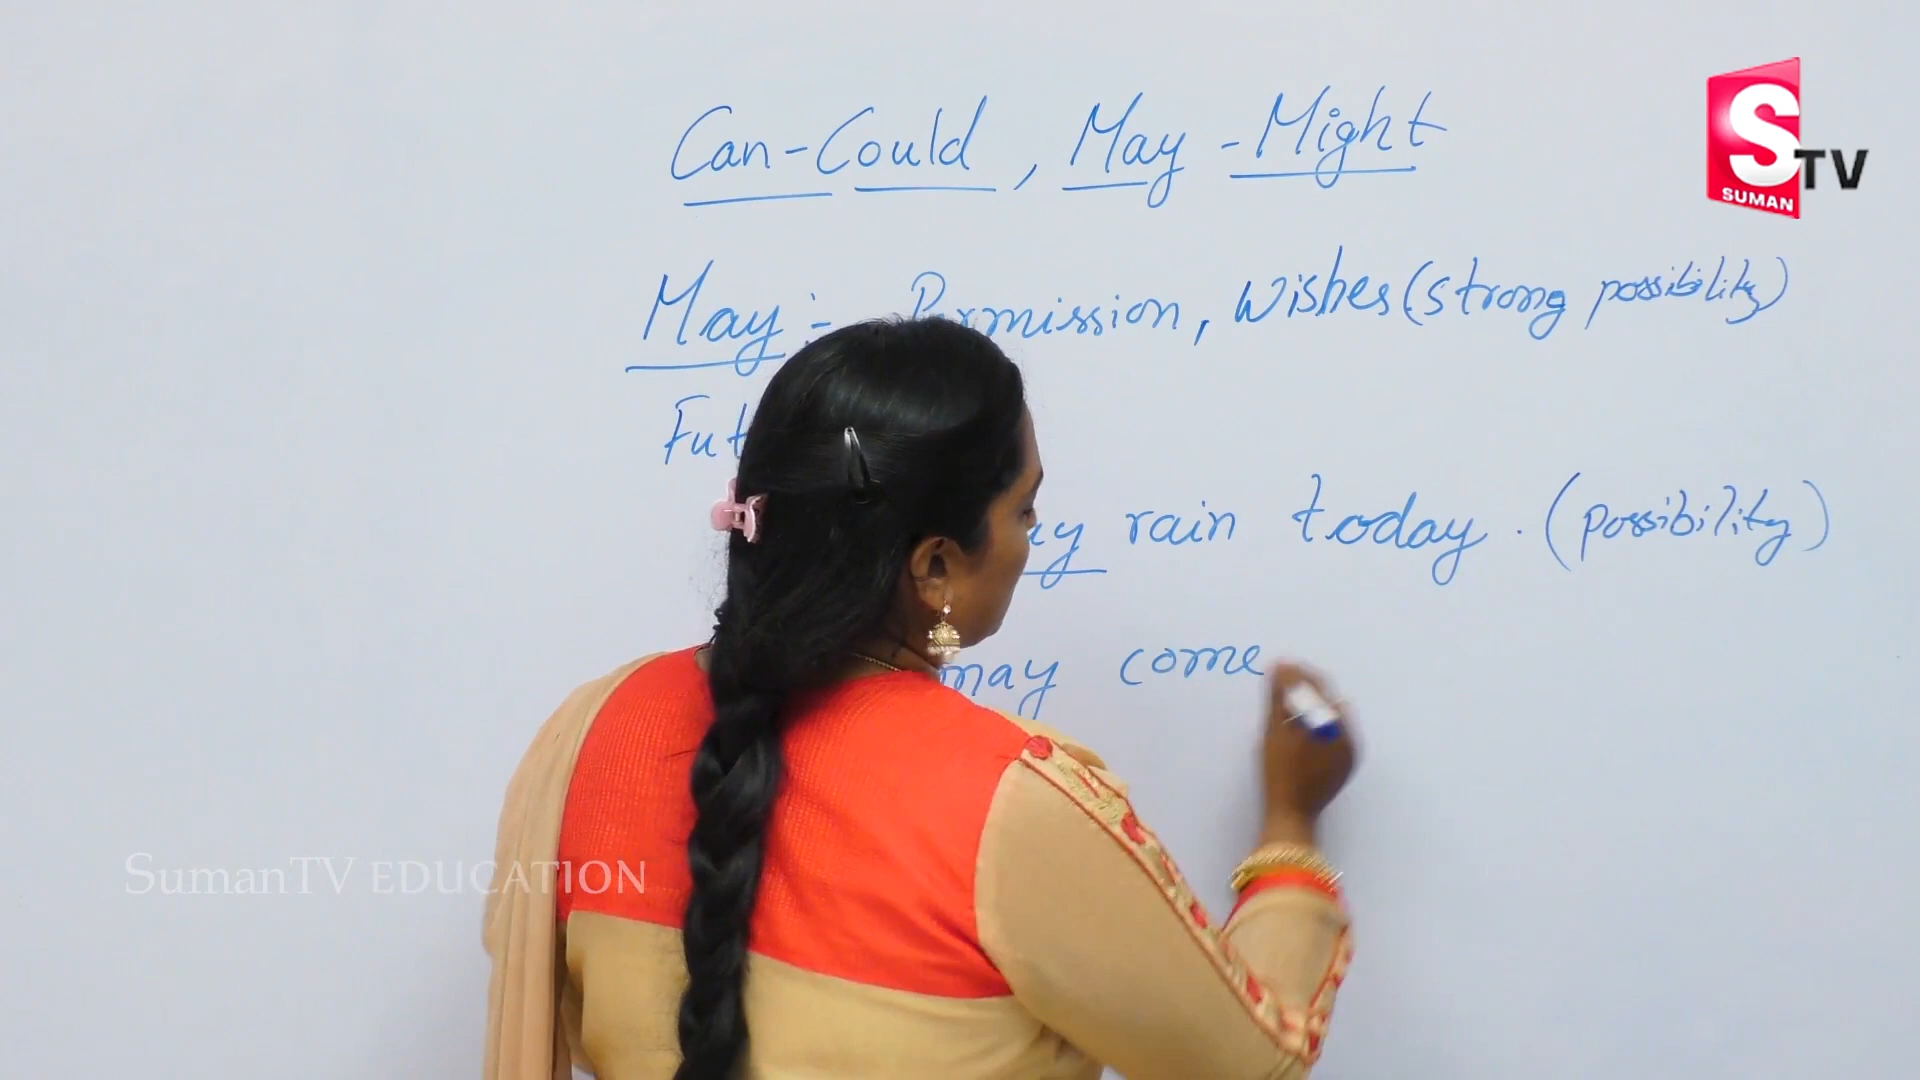 Can-Could, May-Might
May :- Permission, Wishes (strong possibility)
rain today. (possibility)
may come
S TV
SUMAN
SumanTV EDUCATION